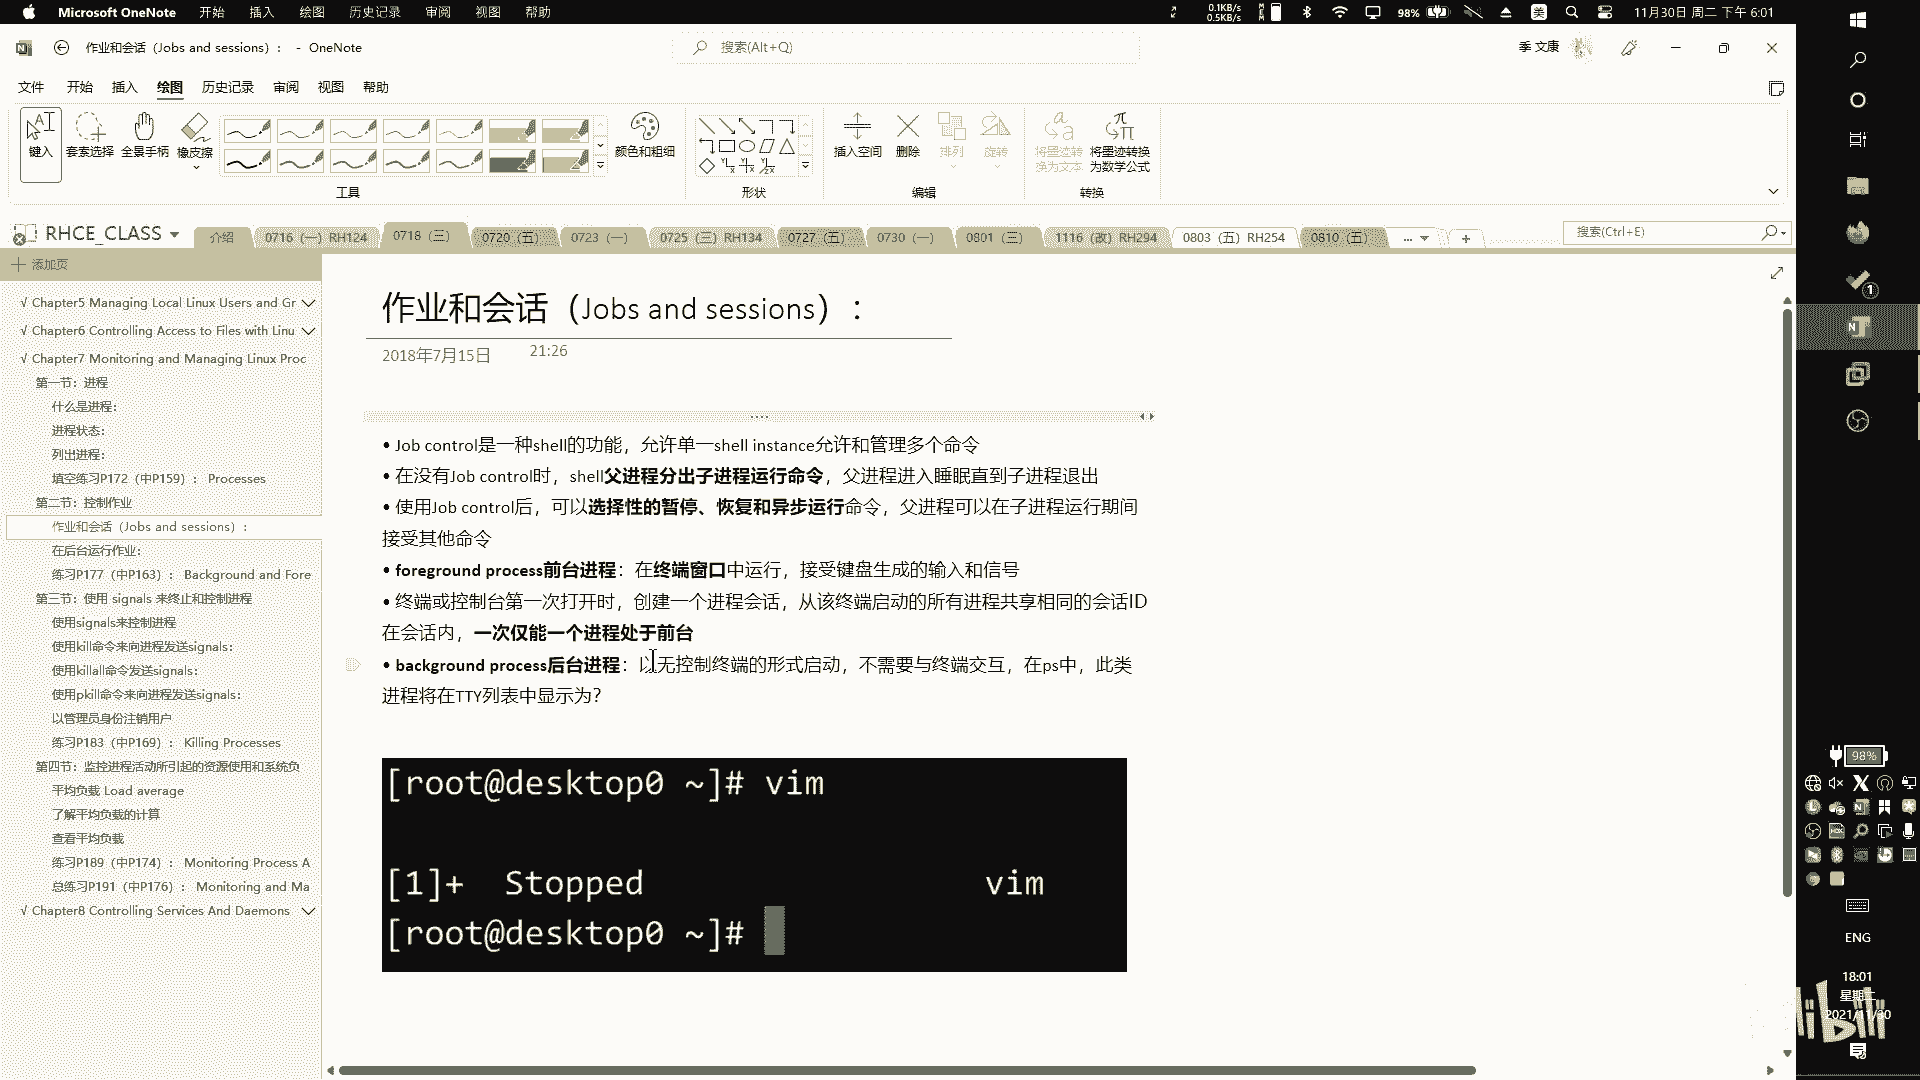 Microsoft OneNote 开始 插入 绘图 历史记录 审阅 视图 帮助
0.1KB/s
0.5KB/s
98%
美
11月30日 周二 下午 6:01
作业和会话（Jobs and sessions）： - OneNote
搜索(Alt+Q)
季 文康
文件 开始 插入 绘图 历史记录 审阅 视图 帮助
键入 套索选择 全景手柄 橡皮擦
颜色和粗细
插入空间 删除 排列 旋转
将墨迹转换为文本
将墨迹转换为数学公式
工具 形状 编辑 转换
RHCE_CLASS
介绍 0716（一）RH124 0718（三） 0720（五） 0723（一） 0725（三）RH134 0727（五） 0730（一） 0801（三） 1116（改）RH294 0803（五）RH254 0810（五） ... +
搜索(Ctrl+E)
添加页
√ Chapter5 Managing Local Linux Users and Gr
√ Chapter6 Controlling Access to Files with Linu
√ Chapter7 Monitoring and Managing Linux Proc
第一节：进程
什么是进程：
进程状态：
列出进程：
填空练习P172（中P159）： Processes
第二节：控制作业
作业和会话（Jobs and sessions）：
在后台运行作业：
练习P177（中P163）： Background and Fore
第三节：使用 signals 来终止和控制进程
使用signals来控制进程
使用kill命令来向进程发送signals：
使用killall命令发送signals：
使用pkill命令来向进程发送signals：
以管理员身份注销用户
练习P183（中P169）： Killing Processes
第四节：监控进程活动所引起的资源使用和系统负
平均负载 Load average
了解平均负载的计算
查看平均负载
练习P189（中P174）： Monitoring Process A
总练习P191（中P176）： Monitoring and Ma
√ Chapter8 Controlling Services And Daemons
作业和会话（Jobs and sessions）：
2018年7月15日 21:26
• Job control是一种shell的功能，允许单一shell instance允许和管理多个命令
• 在没有Job control时，shell父进程分出子进程运行命令，父进程进入睡眠直到子进程退出
• 使用Job control后，可以选择性的暂停、恢复和异步运行命令，父进程可以在子进程运行期间
接受其他命令
• foreground process前台进程：在终端窗口中运行，接受键盘生成的输入和信号
• 终端或控制台第一次打开时，创建一个进程会话，从该终端启动的所有进程共享相同的会话ID
在会话内，一次仅能一个进程处于前台
• background process后台进程：以无控制终端的形式启动，不需要与终端交互，在ps中，此类
进程将在TTY列表中显示为？
[root@desktop0 ~]# vim
[1]+ Stopped vim
[root@desktop0 ~]#
1
98%
ENG
18:01
星期二
2021/11/30